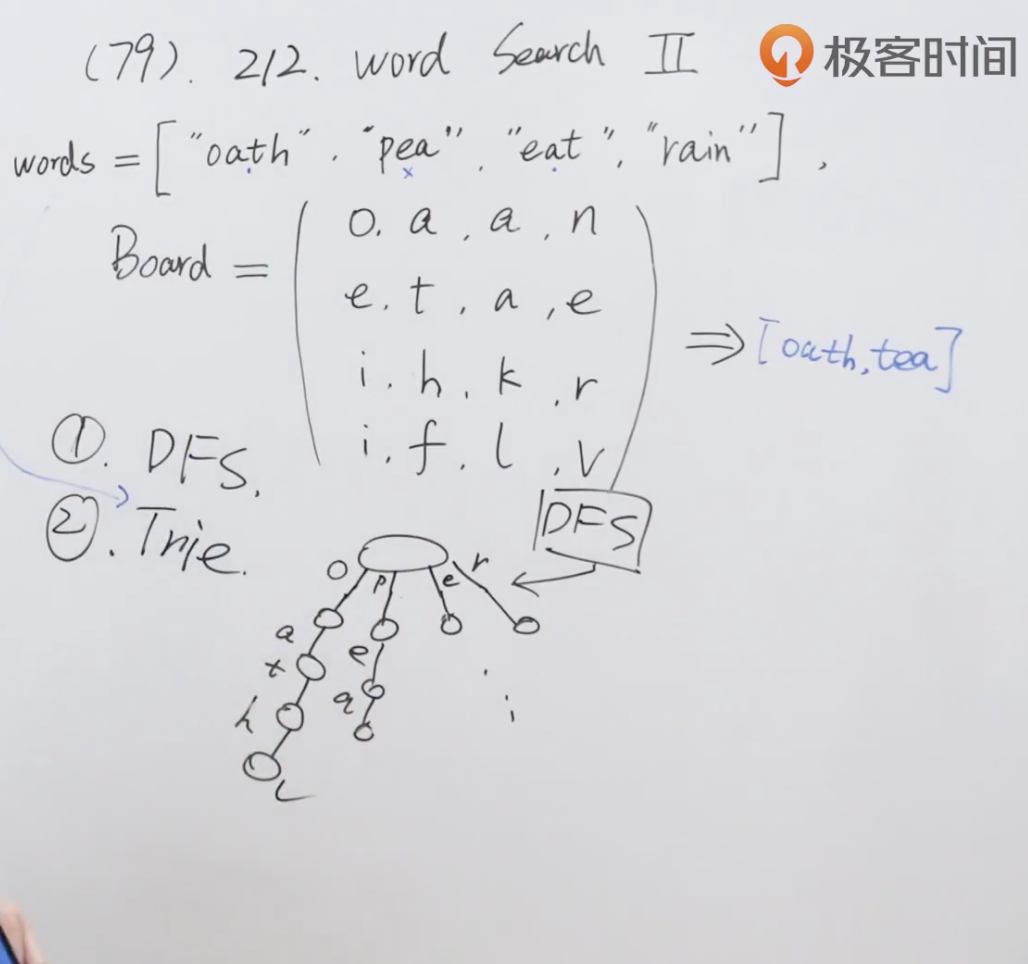 (79). 212. Word Search II
极客时间
words = ["oath". "pea". "eat", "rain"],
Board =
o. a , a , n
e. t , a , e
i. h. k , r
i. f. l , v
⇒ [oath, tea]
①. DFS.
②. Trie.
DFS
o p e r
a
t e
h a